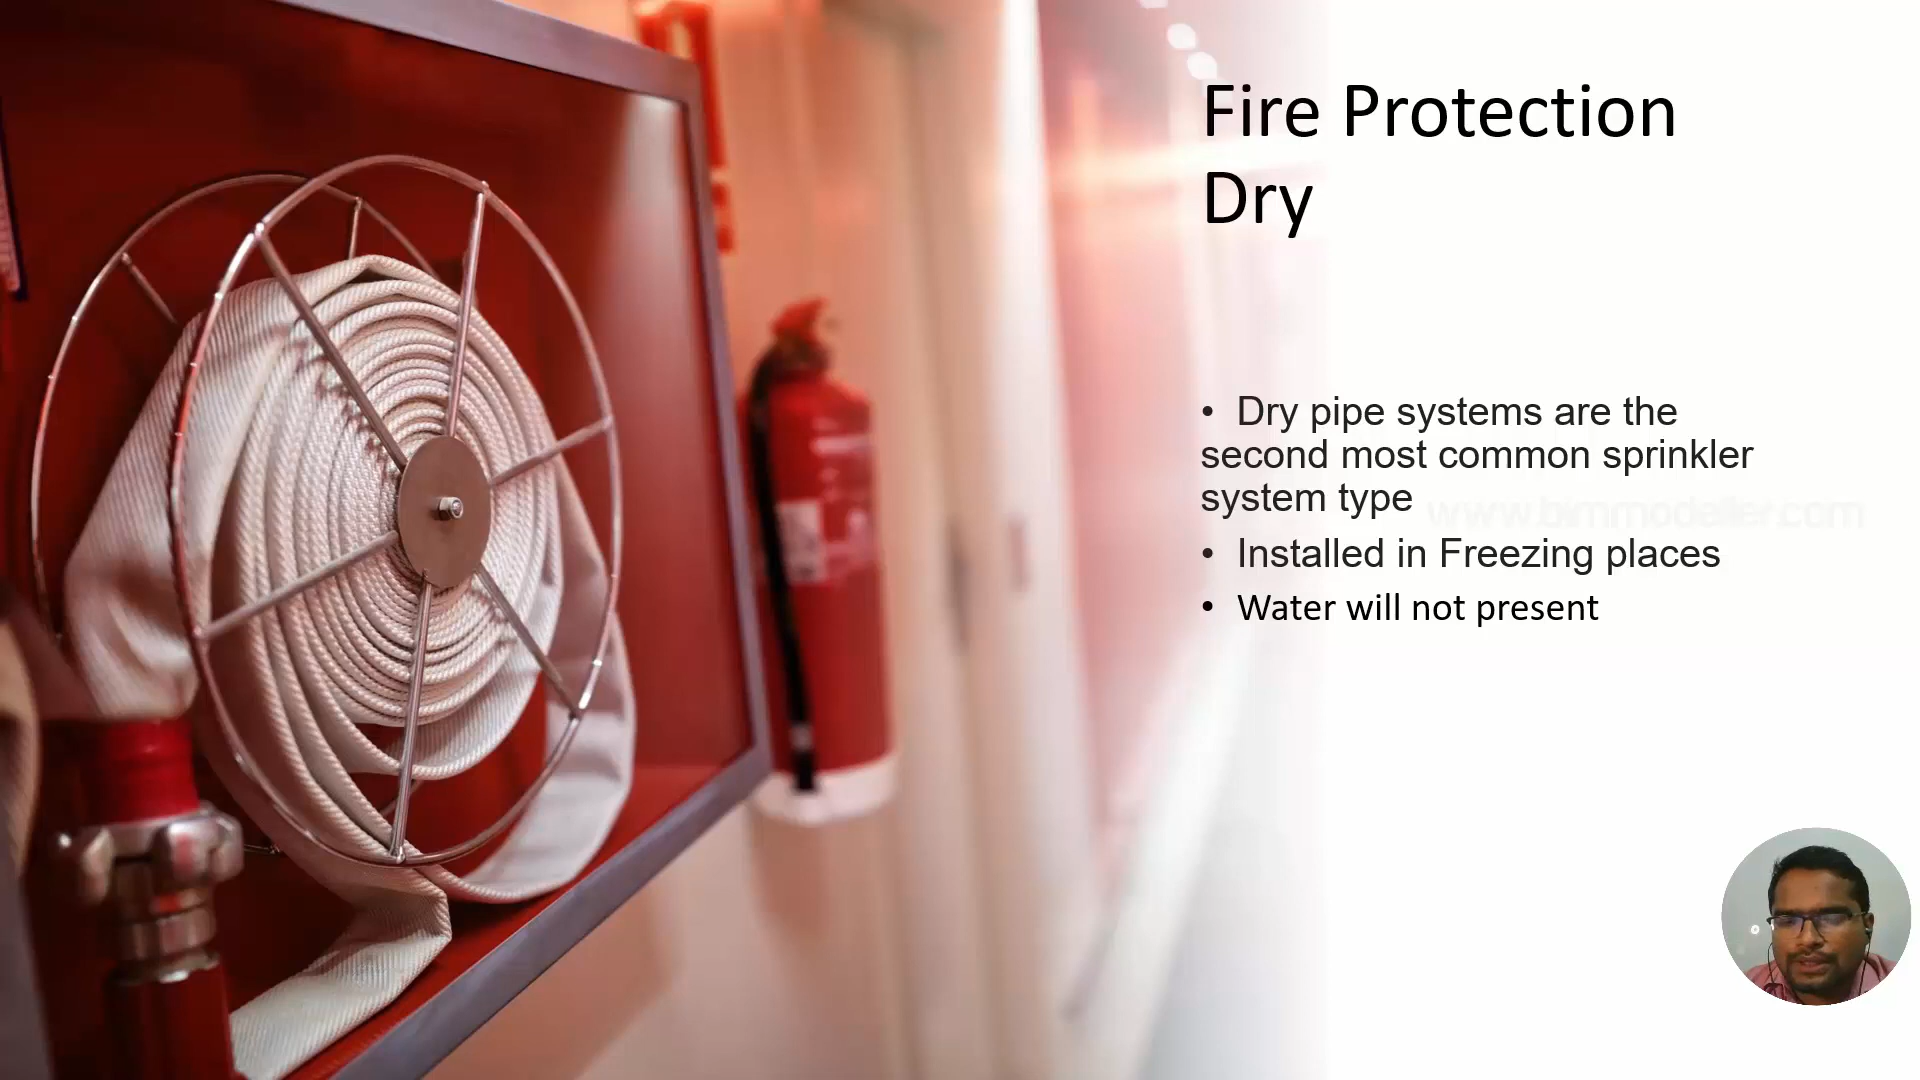 Fire Protection
Dry
• Dry pipe systems are the
second most common sprinkler
system type
www.bimmodeller.com
• Installed in Freezing places
• Water will not present